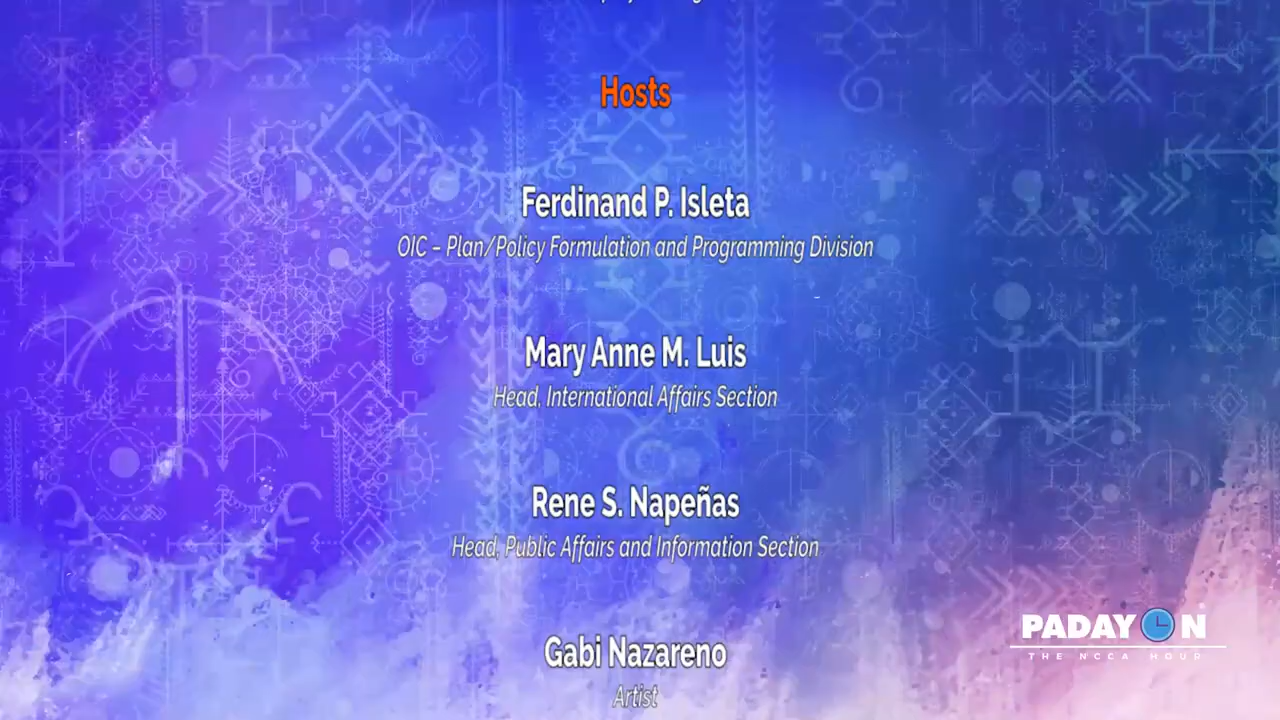 Hosts
Ferdinand P. Isleta
OIC – Plan/Policy Formulation and Programming Division
Mary Anne M. Luis
Head, International Affairs Section
Rene S. Napeñas
Head, Public Affairs and Information Section
Gabi Nazareno
Artist
PADAYON
THE NCCA HOUR